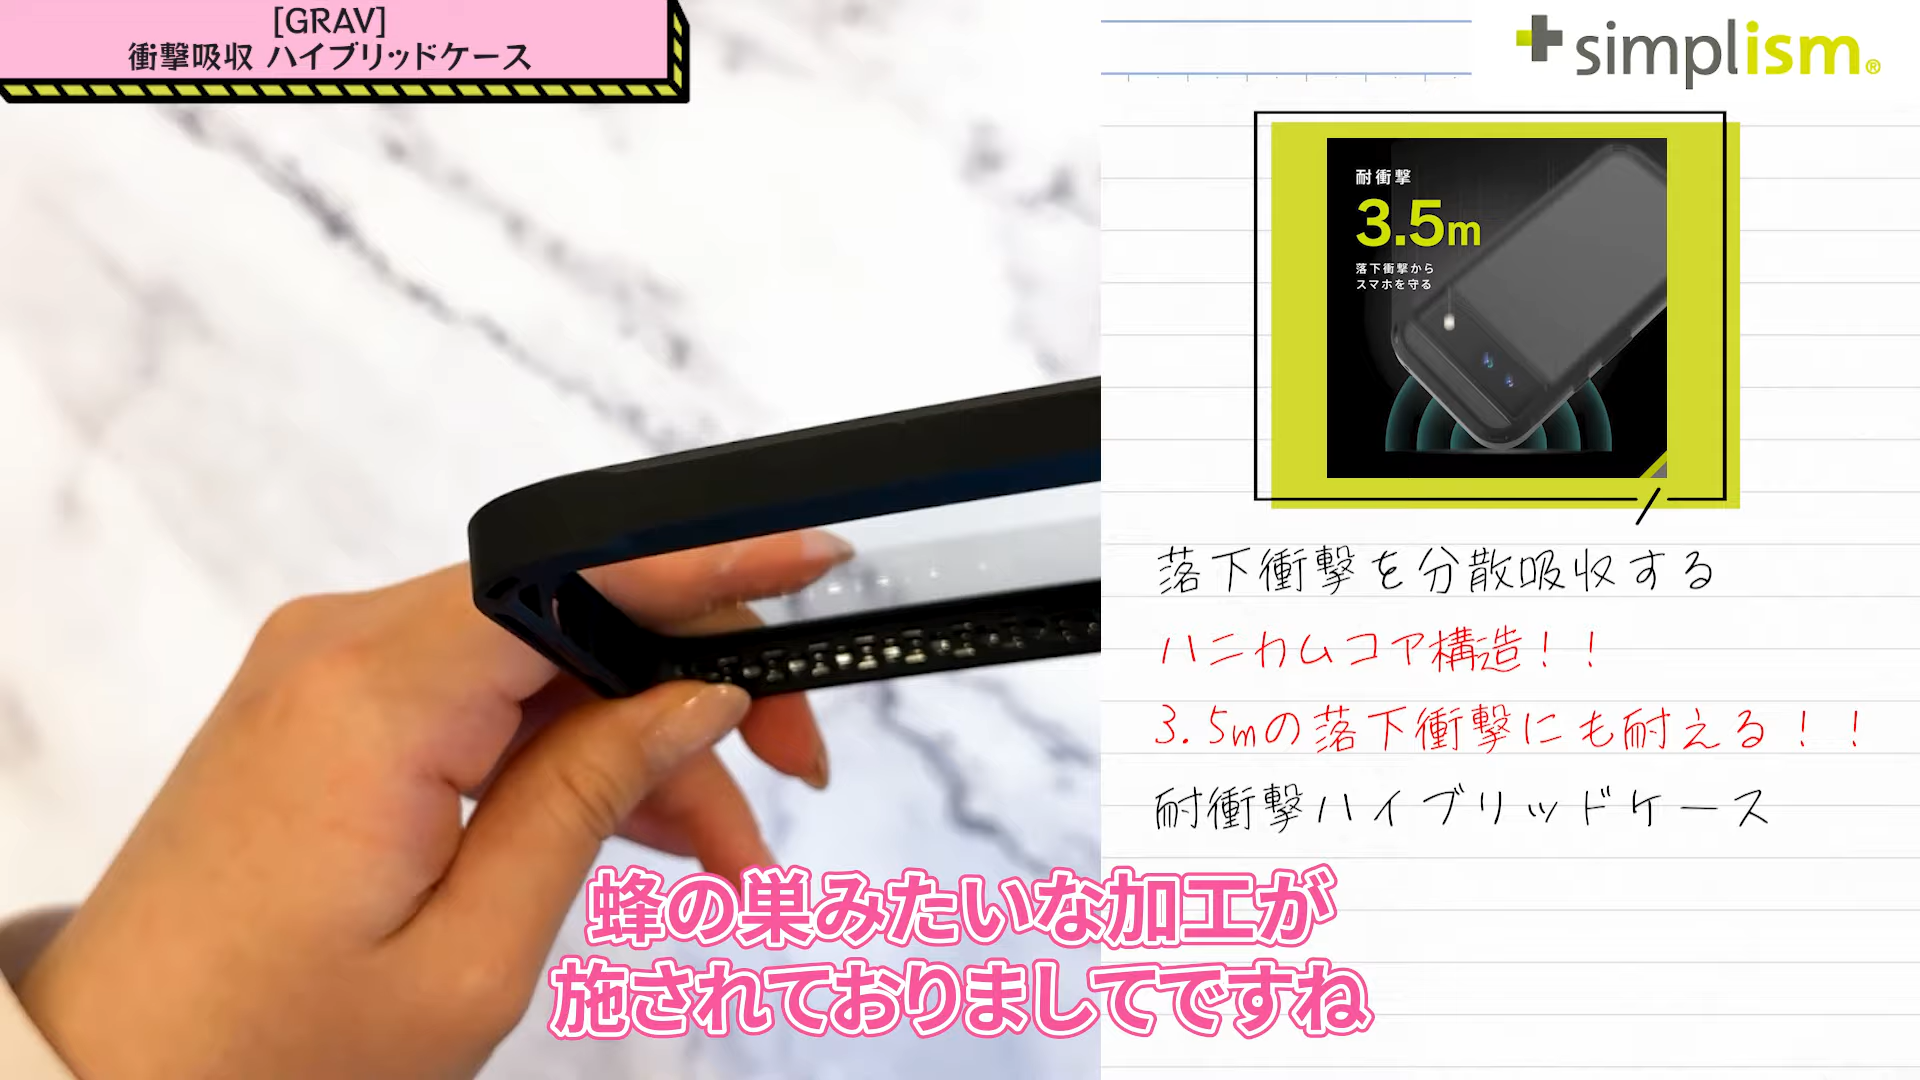 [GRAV]
衝撃吸収 ハイブリッドケース
simplism®
耐衝撃
3.5m
落下衝撃から
スマホを守る
落下衝撃を分散吸収する
ハニカムコア構造！！
3.5mの落下衝撃にも耐える！！
耐衝撃ハイブリッドケース
蜂の巣みたいな加工が
施されておりましてですね